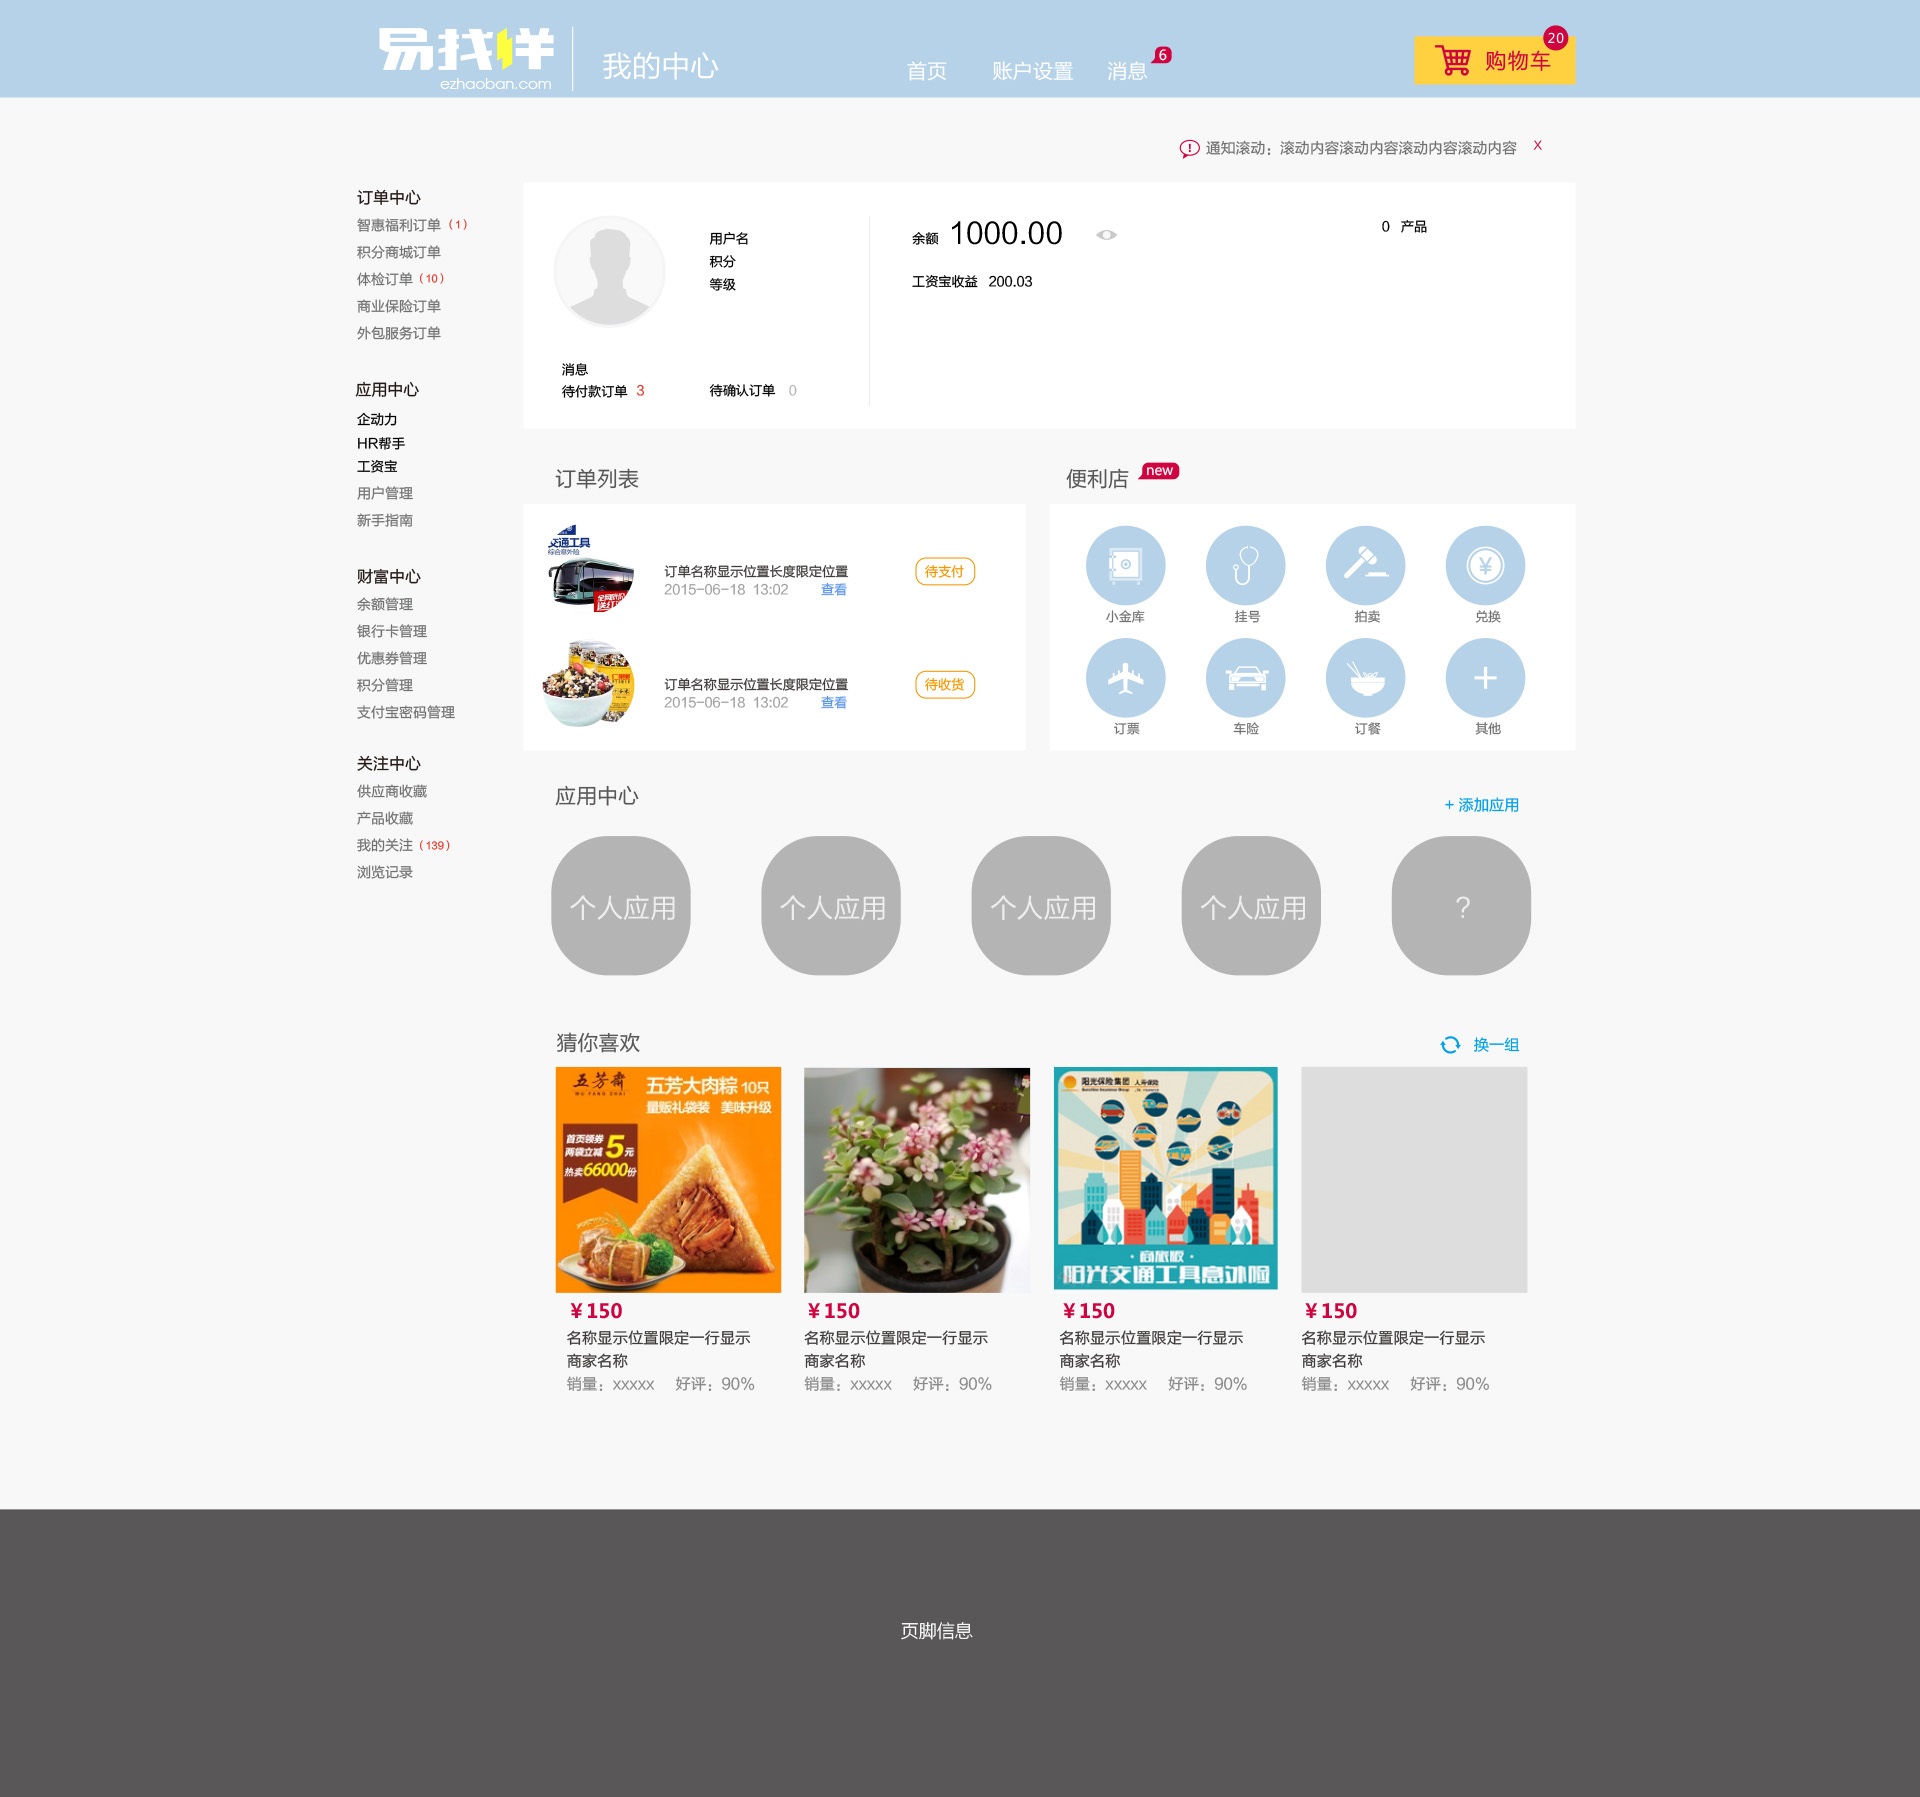 易找样
ezhaoban.com
我的中心
首页
账户设置
消息
6
购物车
20
通知滚动：滚动内容滚动内容滚动内容滚动内容
X
订单中心
智惠福利订单（1）
积分商城订单
体检订单（10）
商业保险订单
外包服务订单
应用中心
企动力
HR帮手
工资宝
用户管理
新手指南
财富中心
余额管理
银行卡管理
优惠券管理
积分管理
支付宝密码管理
关注中心
供应商收藏
产品收藏
我的关注（139）
浏览记录
用户名
积分
等级
消息
待付款订单 3
待确认订单 0
余额 1000.00
工资宝收益 200.03
0 产品
订单列表
交通工具
综合意外险
订单名称显示位置长度限定位置
2015-06-18 13:02 查看
待支付
订单名称显示位置长度限定位置
2015-06-18 13:02 查看
待收货
便利店
new
小金库
挂号
拍卖
¥
兑换
订票
车险
订餐
其他
应用中心
+ 添加应用
个人应用
个人应用
个人应用
个人应用
?
猜你喜欢
换一组
五芳斋
WU FANG ZHAI
五芳大肉粽 10只
量贩礼袋装 美味升级
首页领券
两袋立减5元
热卖66000份
¥150
名称显示位置限定一行显示
商家名称
销量：xxxxx 好评：90%
¥150
名称显示位置限定一行显示
商家名称
销量：xxxxx 好评：90%
阳光保险集团 人寿保险
Sunshine Insurance Group
·商旅版·
阳光交通工具意外险
¥150
名称显示位置限定一行显示
商家名称
销量：xxxxx 好评：90%
¥150
名称显示位置限定一行显示
商家名称
销量：xxxxx 好评：90%
页脚信息